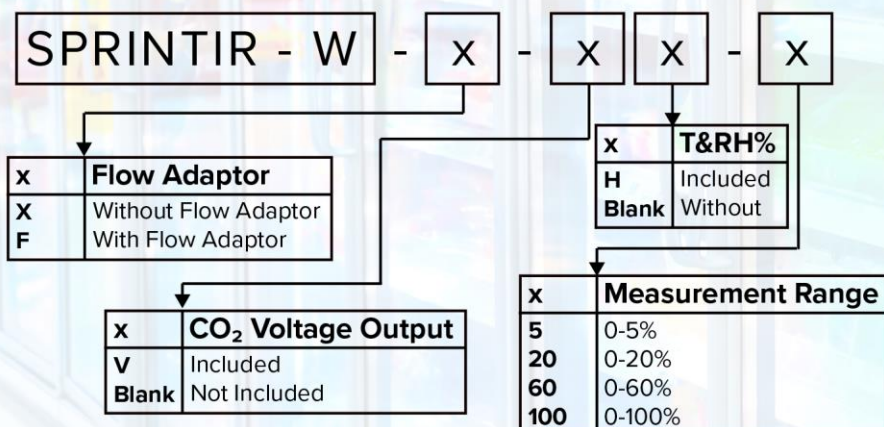 SPRINTIR - W - x - x x - x
x Flow Adaptor
X Without Flow Adaptor
F With Flow Adaptor
x T&RH%
H Included
Blank Without
x CO₂ Voltage Output
V Included
Blank Not Included
x Measurement Range
5 0-5%
20 0-20%
60 0-60%
100 0-100%